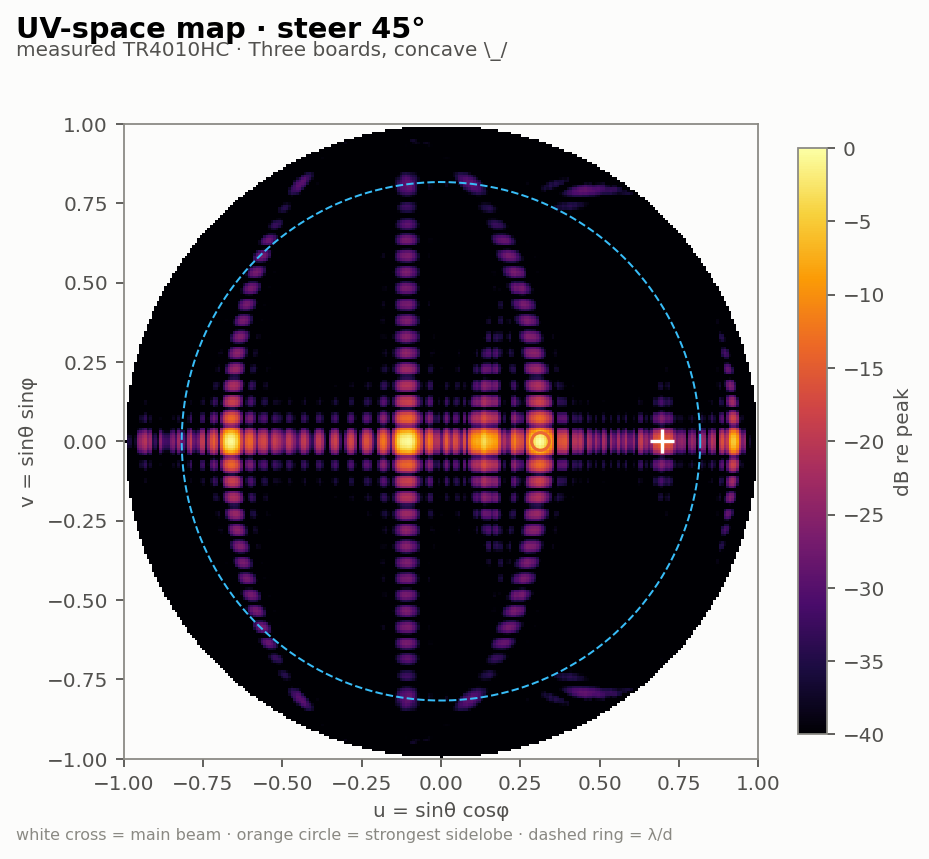 UV-space map · steer 45°
measured TR4010HC · Three boards, concave \_/
1.00
0.75
0.50
0.25
0.00
−0.25
−0.50
−0.75
−1.00
v = sinθ sinφ
−1.00 −0.75 −0.50 −0.25 0.00 0.25 0.50 0.75 1.00
u = sinθ cosφ
0
−5
−10
−15
−20
−25
−30
−35
−40
dB re peak
white cross = main beam · orange circle = strongest sidelobe · dashed ring = λ/d